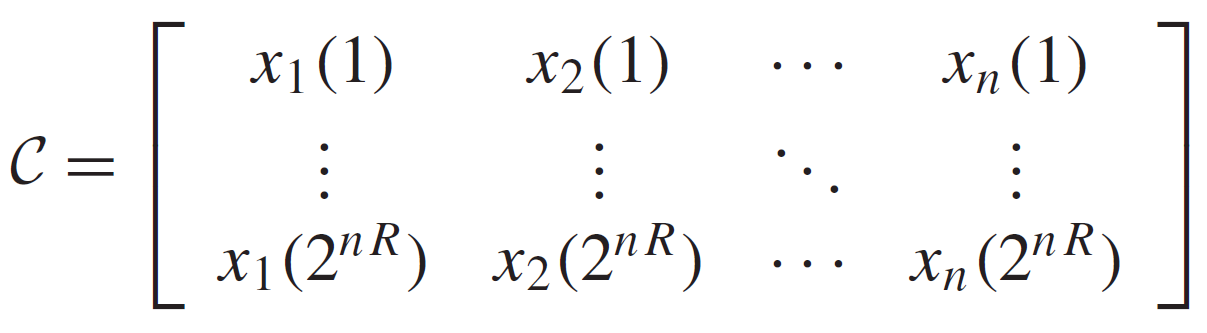 x₁(1) x₂(1) ⋯ xₙ(1)
𝒞 = ⋮ ⋮ ⋱ ⋮
x₁(2ⁿᴿ) x₂(2ⁿᴿ) ⋯ xₙ(2ⁿᴿ)